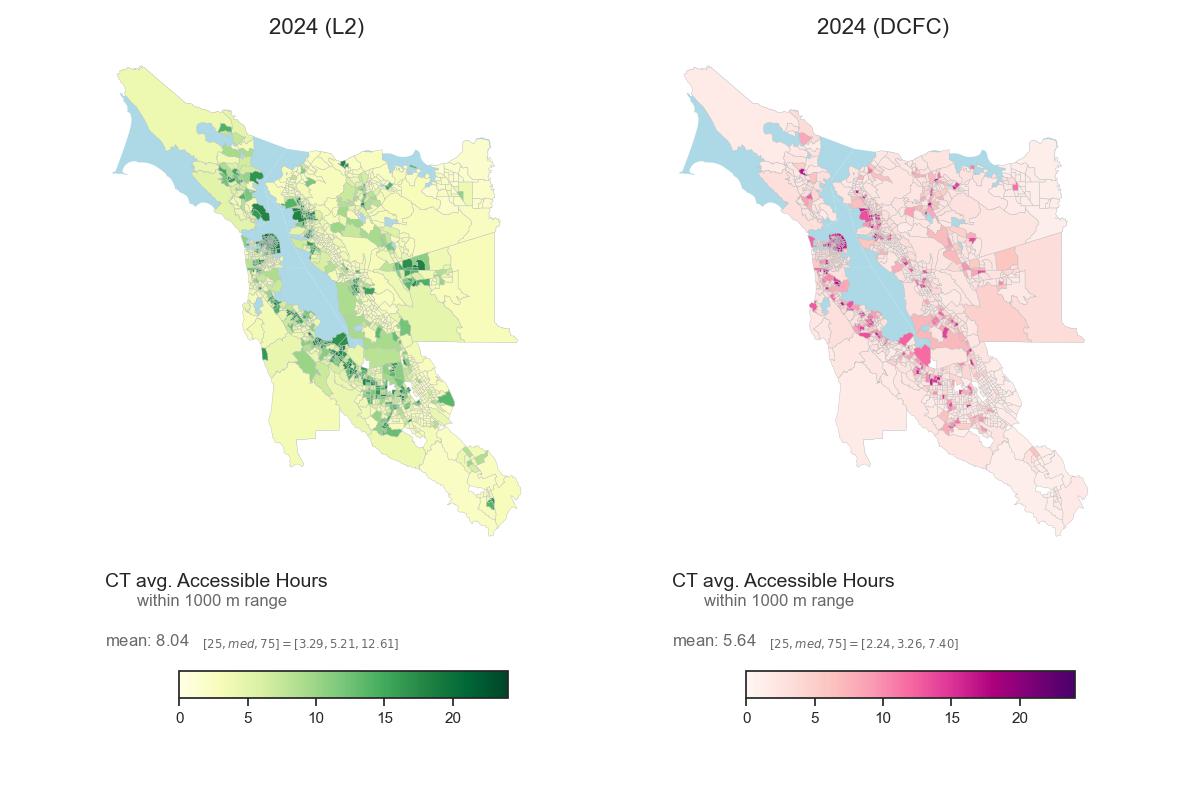 2024 (L2)
2024 (DCFC)
CT avg. Accessible Hours
within 1000 m range
mean: 8.04 [25, med, 75] = [3.29, 5.21, 12.61]
0 5 10 15 20
CT avg. Accessible Hours
within 1000 m range
mean: 5.64 [25, med, 75] = [2.24, 3.26, 7.40]
0 5 10 15 20